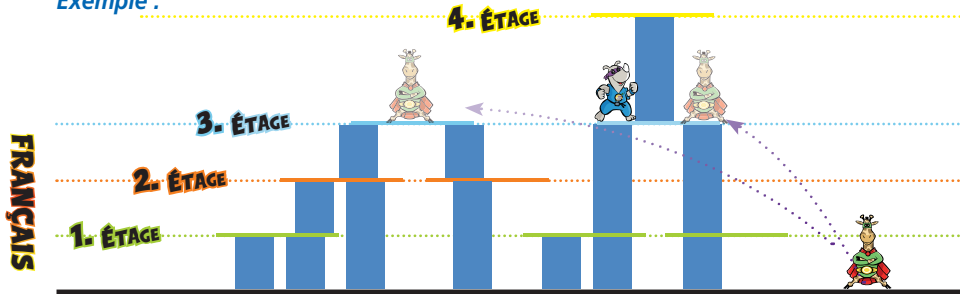 Exemple :
4. ÉTAGE
3. ÉTAGE
2. ÉTAGE
1. ÉTAGE
FRANÇAIS